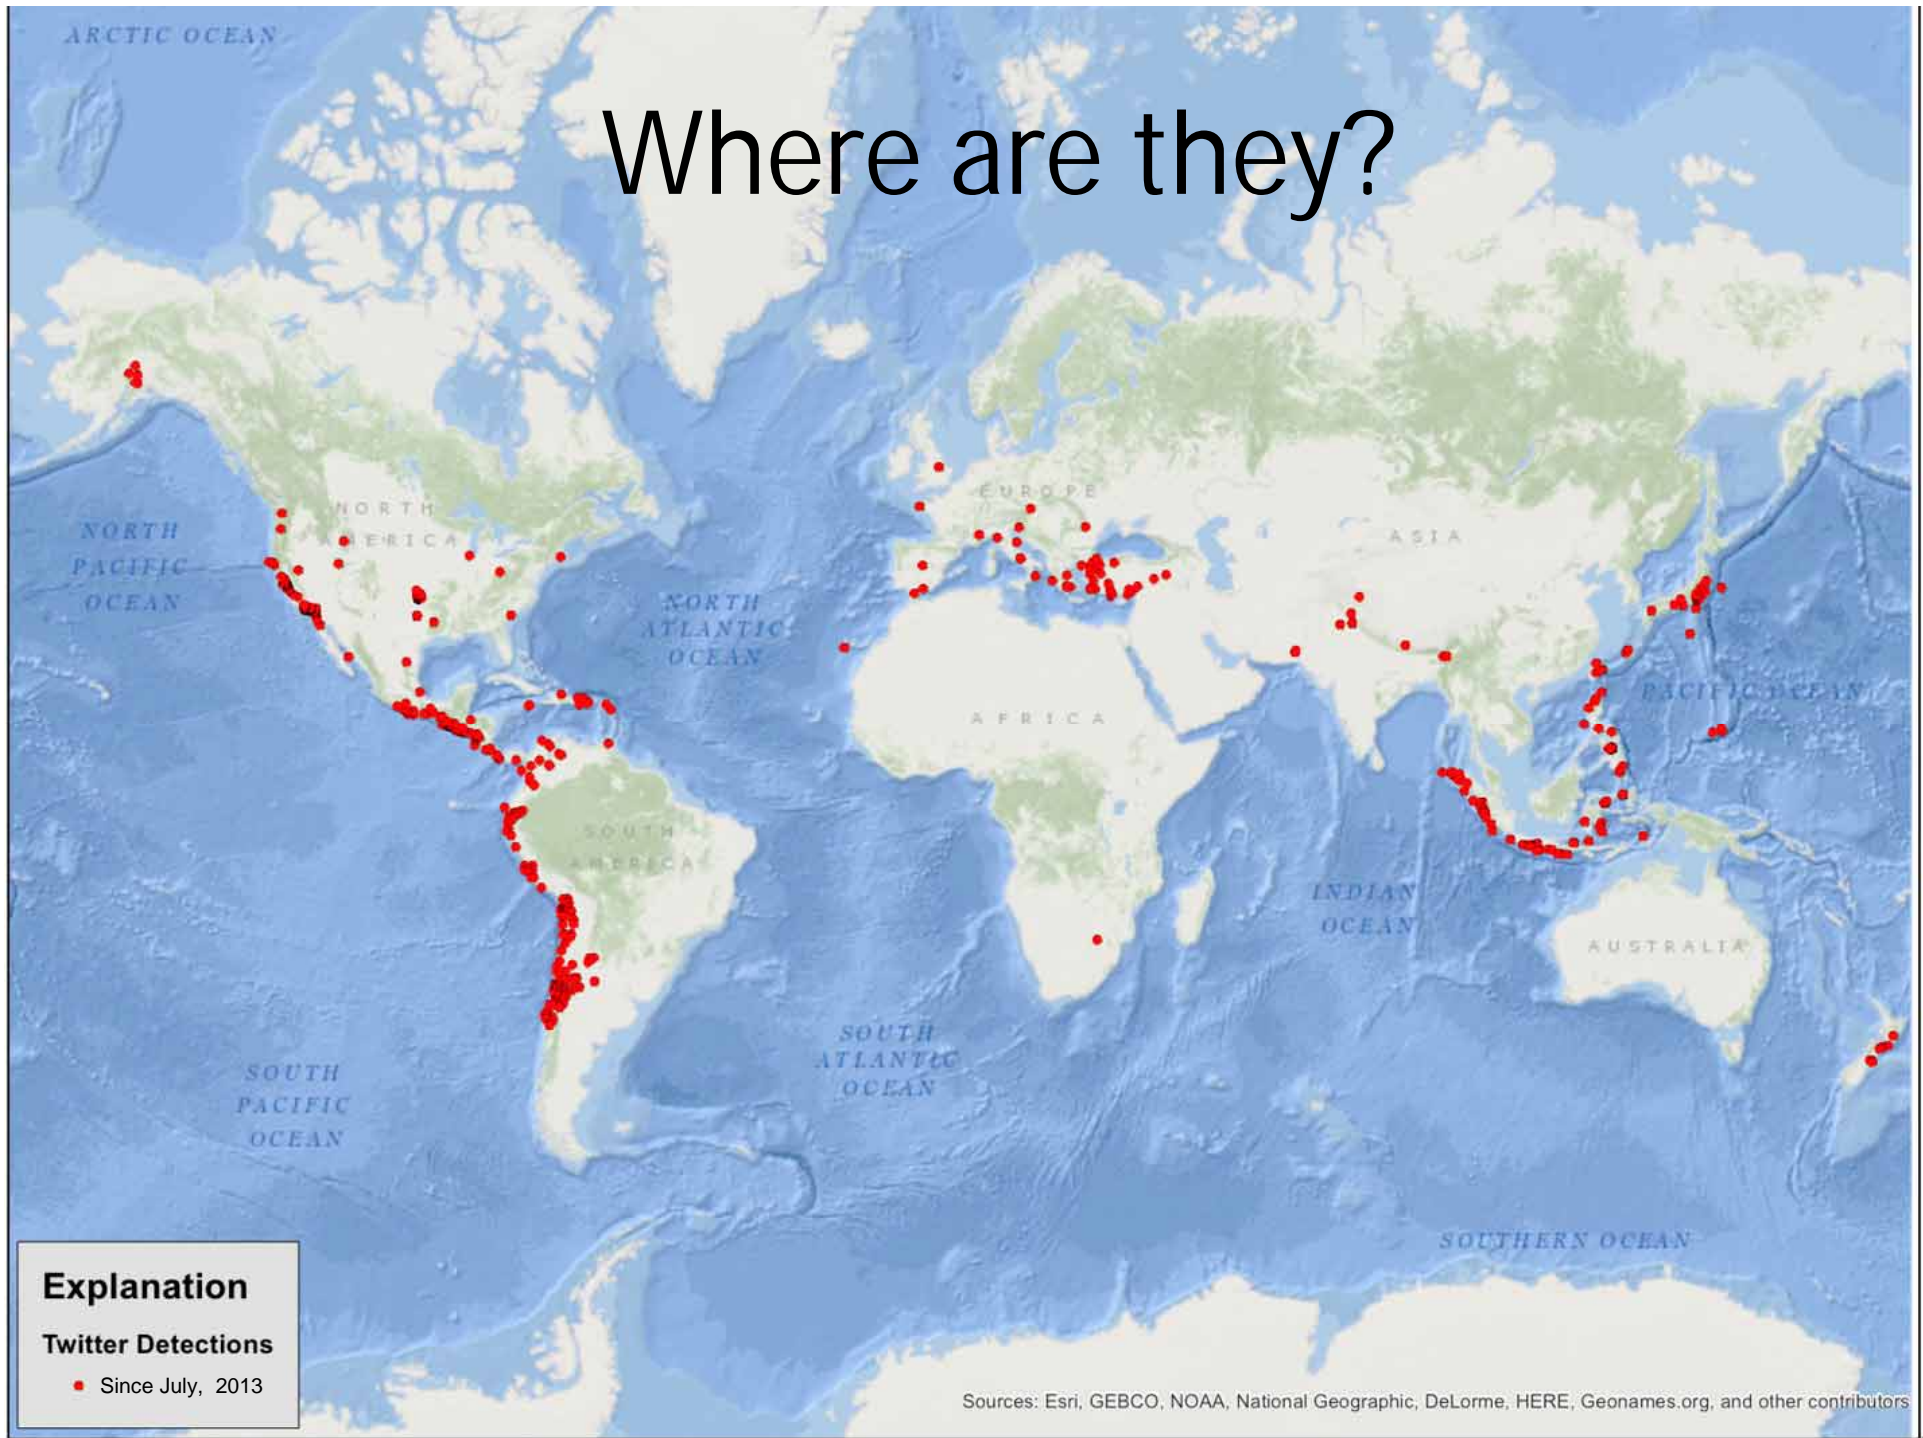 ARCTIC OCEAN
Where are they?
NORTH
AMERICA
EUROPE
ASIA
NORTH
PACIFIC
OCEAN
NORTH
ATLANTIC
OCEAN
PACIFIC OCEAN
AFRICA
SOUTH
AMERICA
INDIAN
OCEAN
AUSTRALIA
SOUTH
PACIFIC
OCEAN
SOUTH
ATLANTIC
OCEAN
SOUTHERN OCEAN
Explanation
Twitter Detections
Since July, 2013
Sources: Esri, GEBCO, NOAA, National Geographic, DeLorme, HERE, Geonames.org, and other contributors